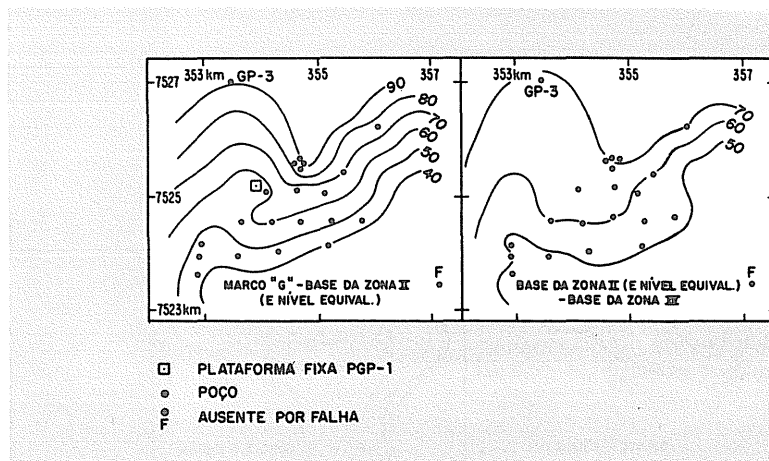 353 km 355 357
7527
GP-3
90
80
70
60
50
40
7525
MARCO "G"-BASE DA ZONA II
(E NÍVEL EQUIVAL.)
F
7523km
353km 355 357
GP-3
70
60
50
BASE DA ZONA II (E NÍVEL EQUIVAL.)
-BASE DA ZONA III
F
PLATAFORMA FIXA PGP-1
POÇO
F AUSENTE POR FALHA